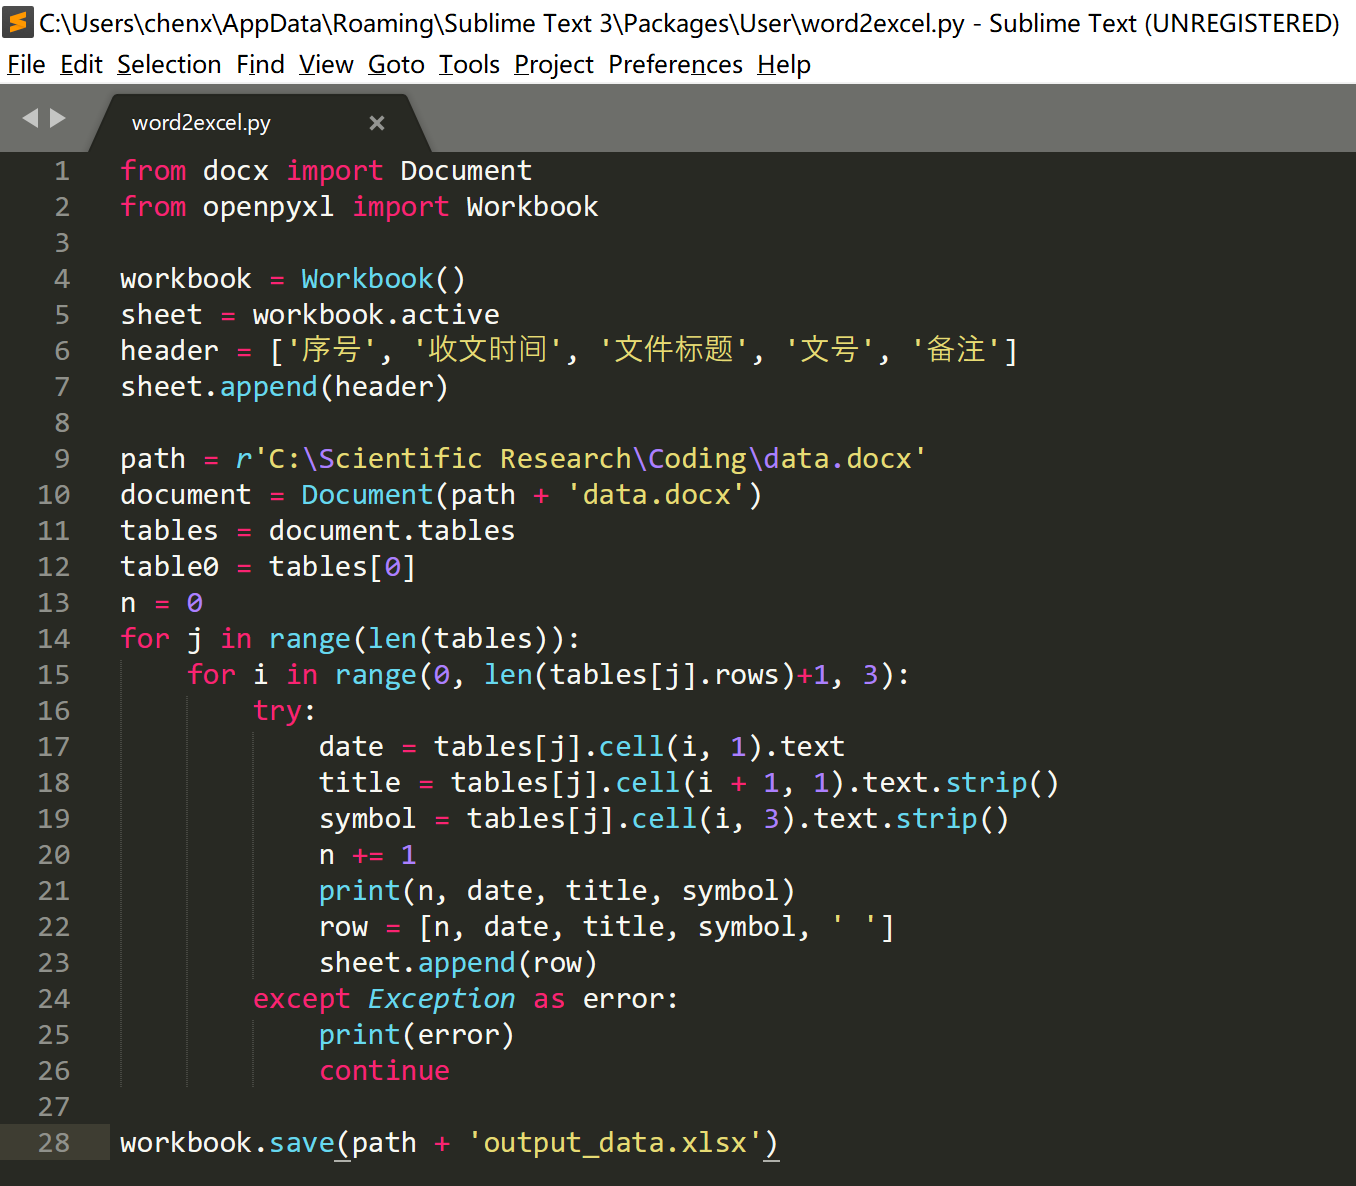 C:\Users\chenx\AppData\Roaming\Sublime Text 3\Packages\User\word2excel.py - Sublime Text (UNREGISTERED)
File Edit Selection Find View Goto Tools Project Preferences Help
word2excel.py ×
1 from docx import Document
2 from openpyxl import Workbook
3
4 workbook = Workbook()
5 sheet = workbook.active
6 header = ['序号', '收文时间', '文件标题', '文号', '备注']
7 sheet.append(header)
8
9 path = r'C:\Scientific Research\Coding\data.docx'
10 document = Document(path + 'data.docx')
11 tables = document.tables
12 table0 = tables[0]
13 n = 0
14 for j in range(len(tables)):
15     for i in range(0, len(tables[j].rows)+1, 3):
16         try:
17             date = tables[j].cell(i, 1).text
18             title = tables[j].cell(i + 1, 1).text.strip()
19             symbol = tables[j].cell(i, 3).text.strip()
20             n += 1
21             print(n, date, title, symbol)
22             row = [n, date, title, symbol, ' ']
23             sheet.append(row)
24         except Exception as error:
25             print(error)
26             continue
27
28 workbook.save(path + 'output_data.xlsx')